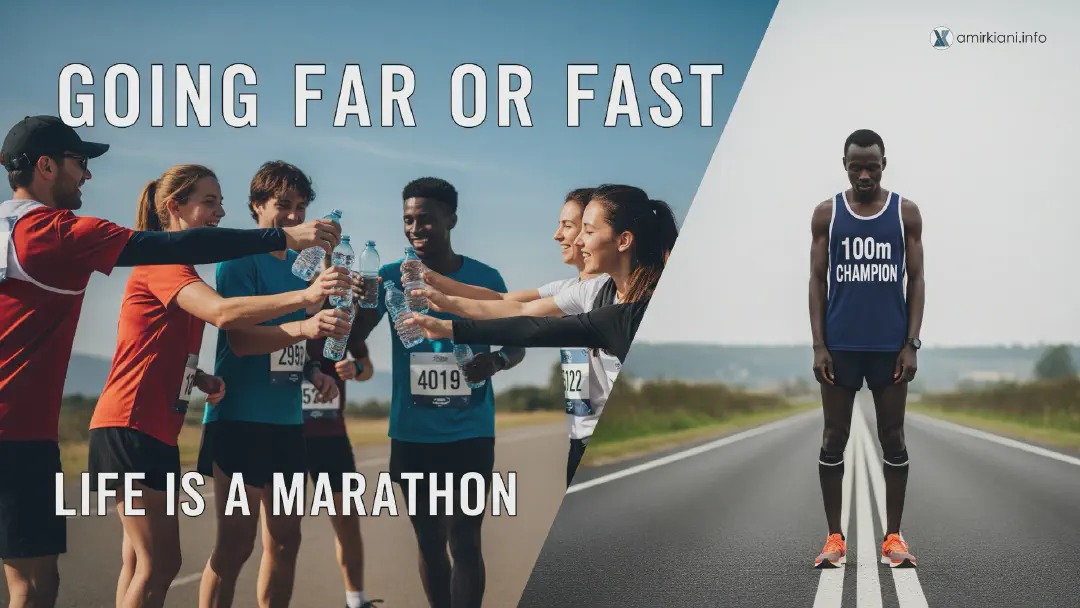 amirkiani.info
GOING FAR OR FAST
100m
CHAMPION
4019
LIFE IS A MARATHON